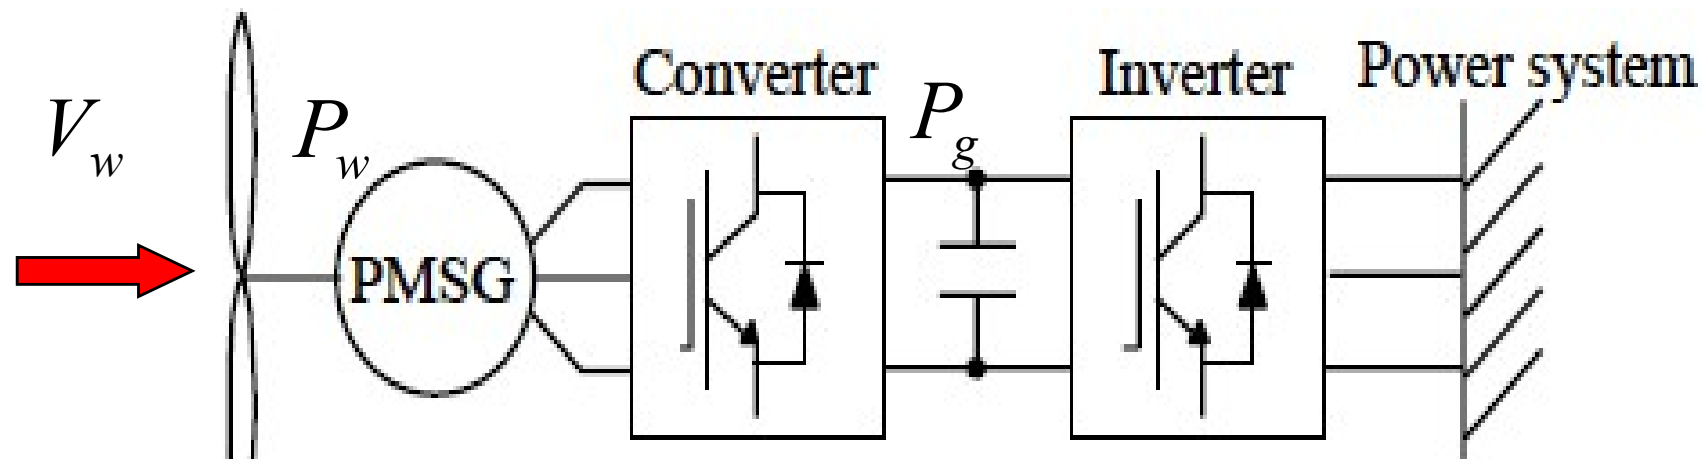 Converter
Inverter
Power system
V_w
P_w
P_g
PMSG